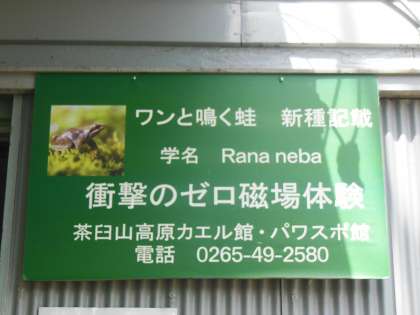 ワンと鳴く蛙　新種記載
学名　Rana neba
衝撃のゼロ磁場体験
茶臼山高原カエル館・パワスポ館
電話　0265-49-2580